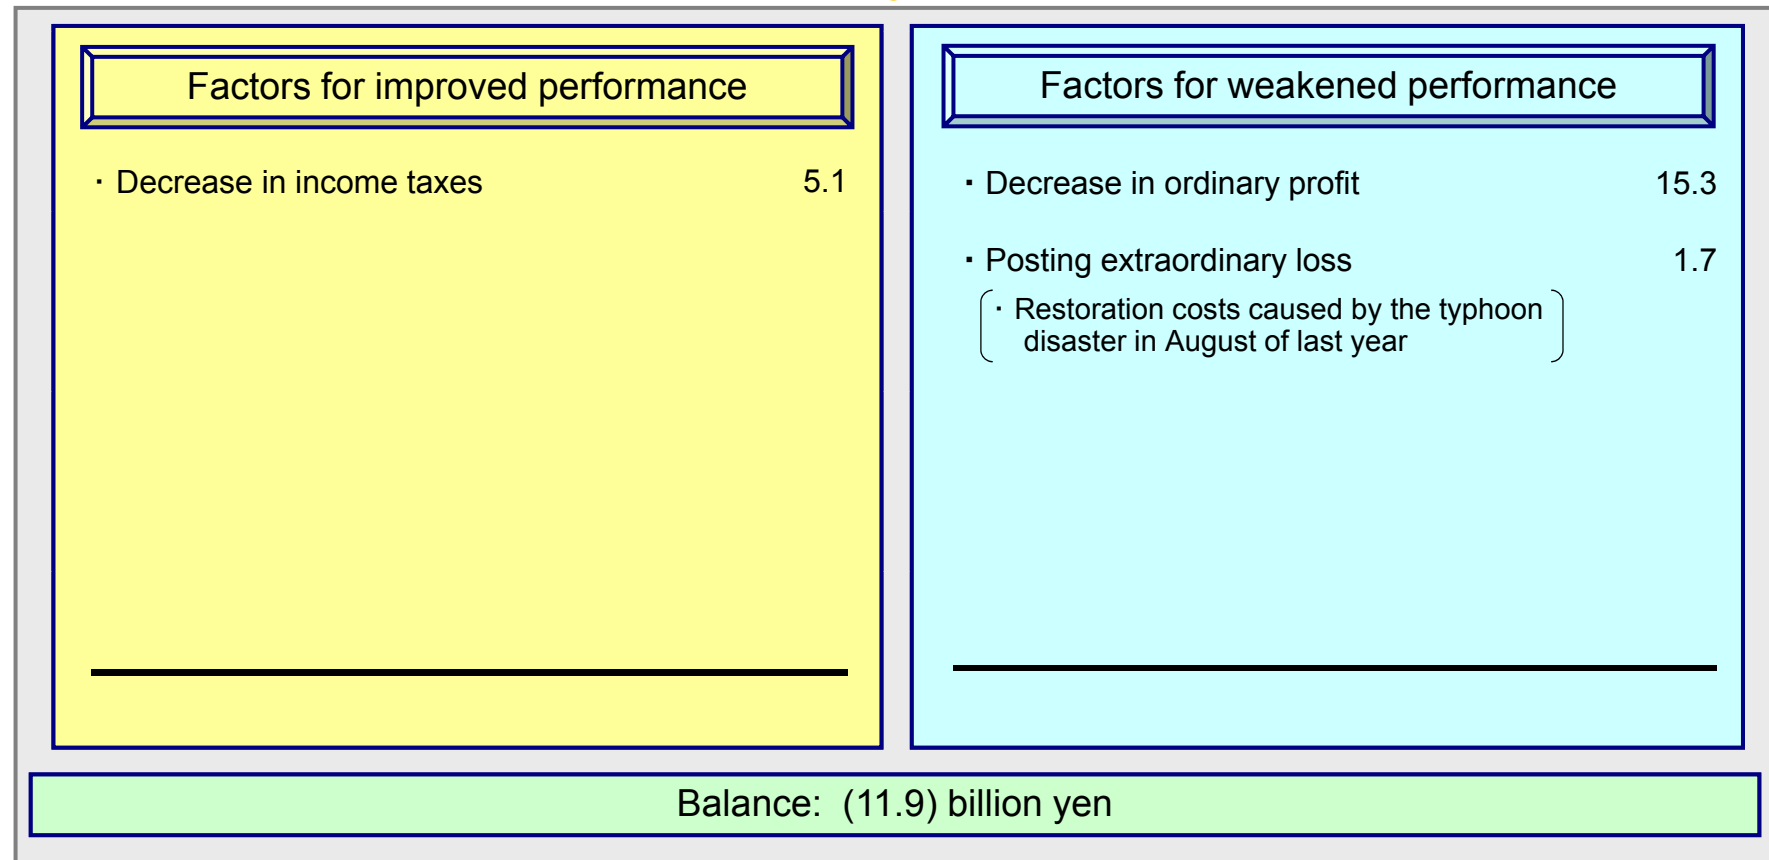 Factors for improved performance
・Decrease in income taxes 5.1
Factors for weakened performance
・Decrease in ordinary profit 15.3
・Posting extraordinary loss 1.7
・Restoration costs caused by the typhoon
disaster in August of last year
Balance: (11.9) billion yen